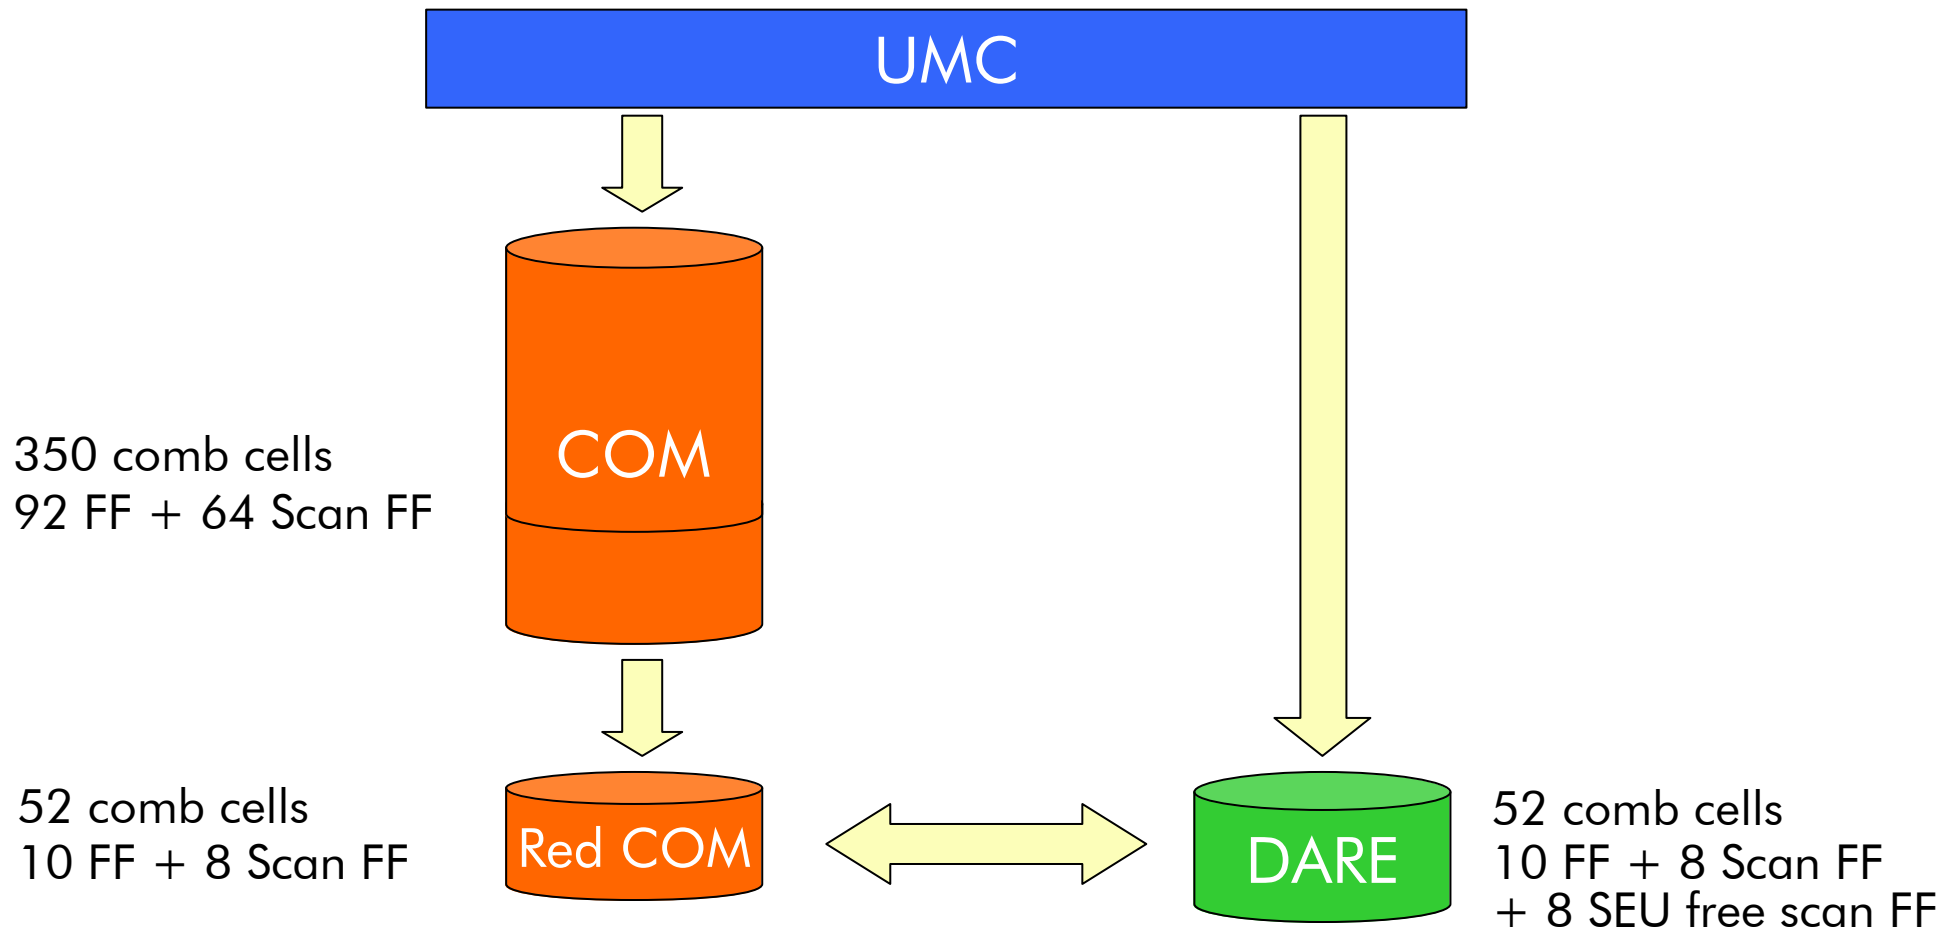 UMC
COM
350 comb cells
92 FF + 64 Scan FF
52 comb cells
10 FF + 8 Scan FF
Red COM
DARE
52 comb cells
10 FF + 8 Scan FF
+ 8 SEU free scan FF